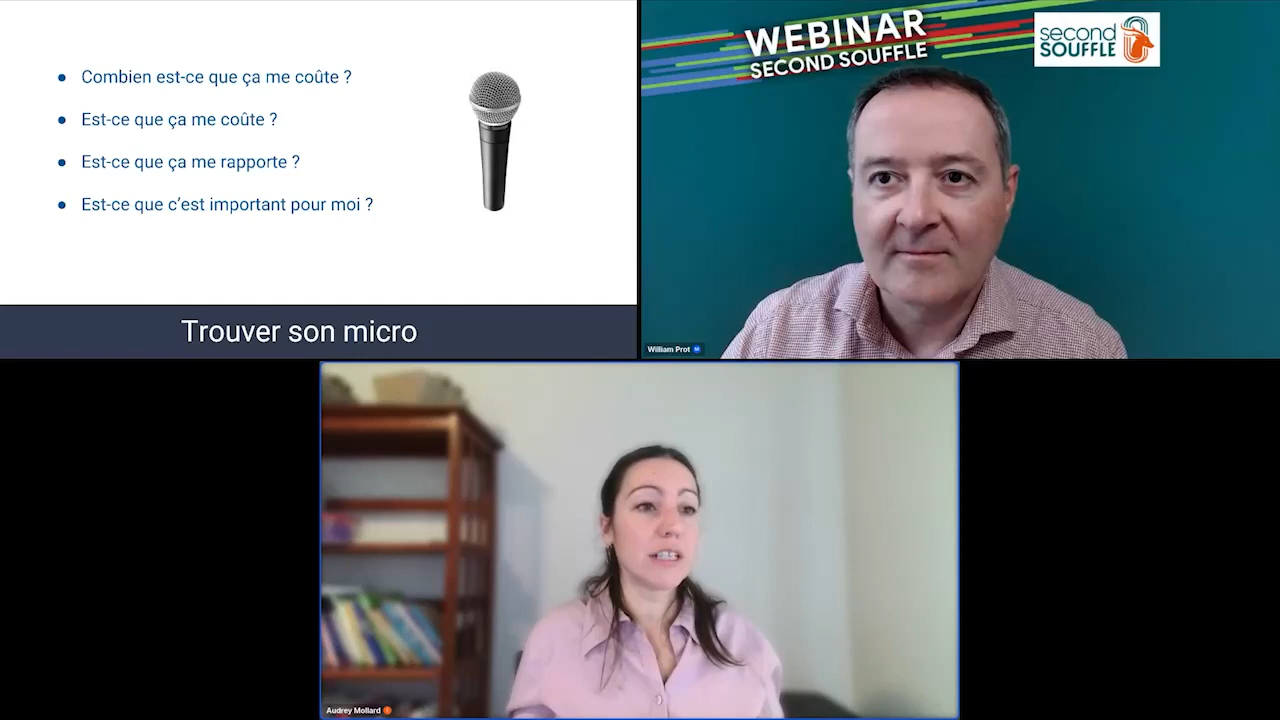 Combien est-ce que ça me coûte ?
Est-ce que ça me coûte ?
Est-ce que ça me rapporte ?
Est-ce que c’est important pour moi ?
Trouver son micro
WEBINAR
SECOND SOUFFLE
second
SOUFFLE
William Prot
Audrey Mollard